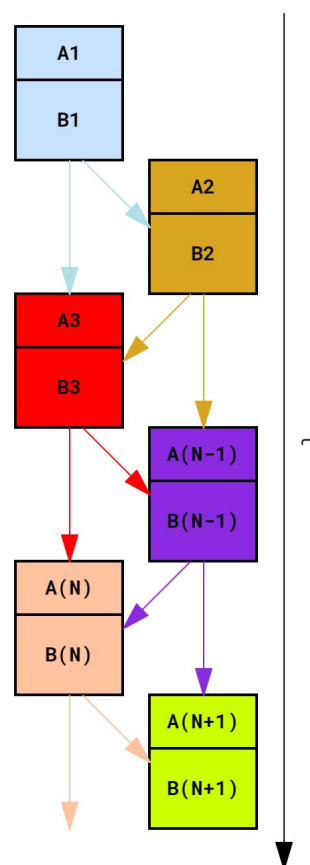 A1
B1
A2
B2
A3
B3
A(N-1)
B(N-1)
A(N)
B(N)
A(N+1)
B(N+1)